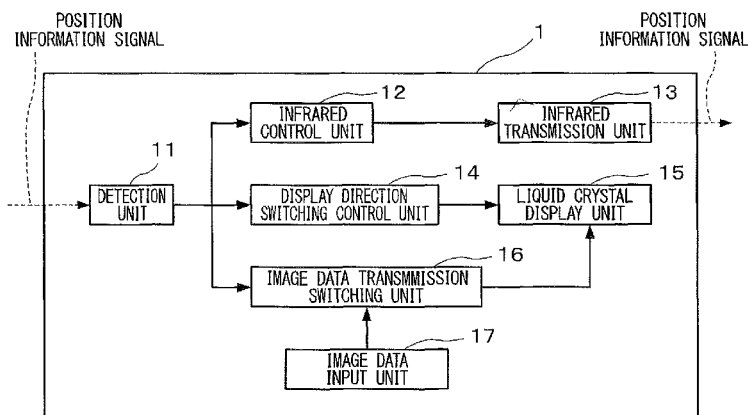 POSITION
INFORMATION SIGNAL
POSITION
INFORMATION SIGNAL
1
12
INFRARED
CONTROL UNIT
13
INFRARED
TRANSMISSION UNIT
11
DETECTION
UNIT
14
DISPLAY DIRECTION
SWITCHING CONTROL UNIT
15
LIQUID CRYSTAL
DISPLAY UNIT
16
IMAGE DATA TRANSMMISSION
SWITCHING UNIT
17
IMAGE DATA
INPUT UNIT